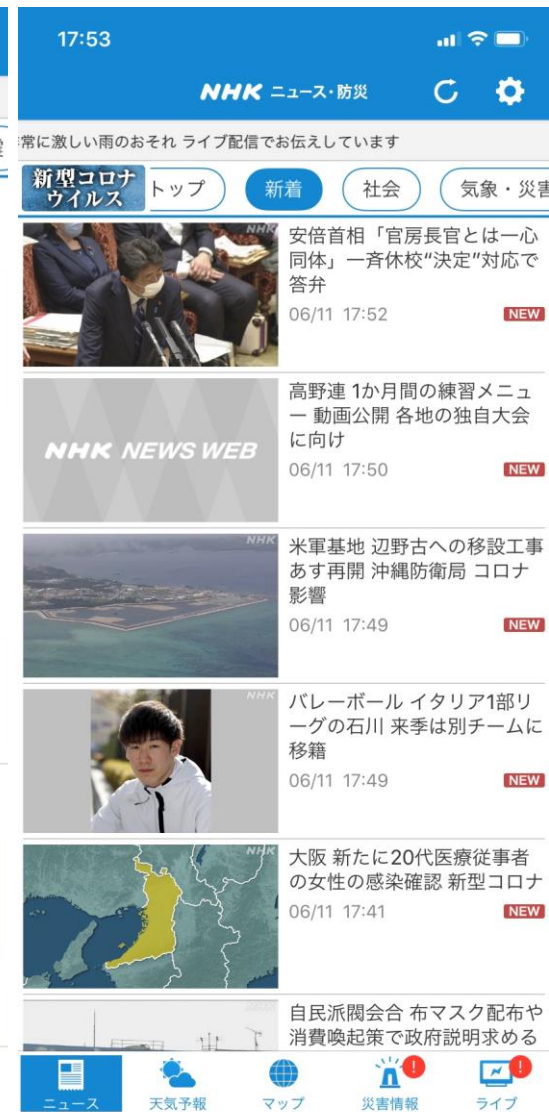 17:53
NHK ニュース・防災
常に激しい雨のおそれ ライブ配信でお伝えしています
新型コロナ
ウイルス
トップ
新着
社会
気象・災害
NHK
安倍首相「官房長官とは一心
同体」一斉休校“決定”対応で
答弁
06/11 17:52
NEW
NHK NEWS WEB
高野連 1か月間の練習メニュ
ー 動画公開 各地の独自大会
に向け
06/11 17:50
NEW
NHK
米軍基地 辺野古への移設工事
あす再開 沖縄防衛局 コロナ
影響
06/11 17:49
NEW
NHK
バレーボール イタリア1部リ
ーグの石川 来季は別チームに
移籍
06/11 17:49
NEW
NHK
大阪 新たに20代医療従事者
の女性の感染確認 新型コロナ
06/11 17:41
NEW
NHK
自民派閥会合 布マスク配布や
消費喚起策で政府説明求める
ニュース
天気予報
マップ
災害情報
ライブ